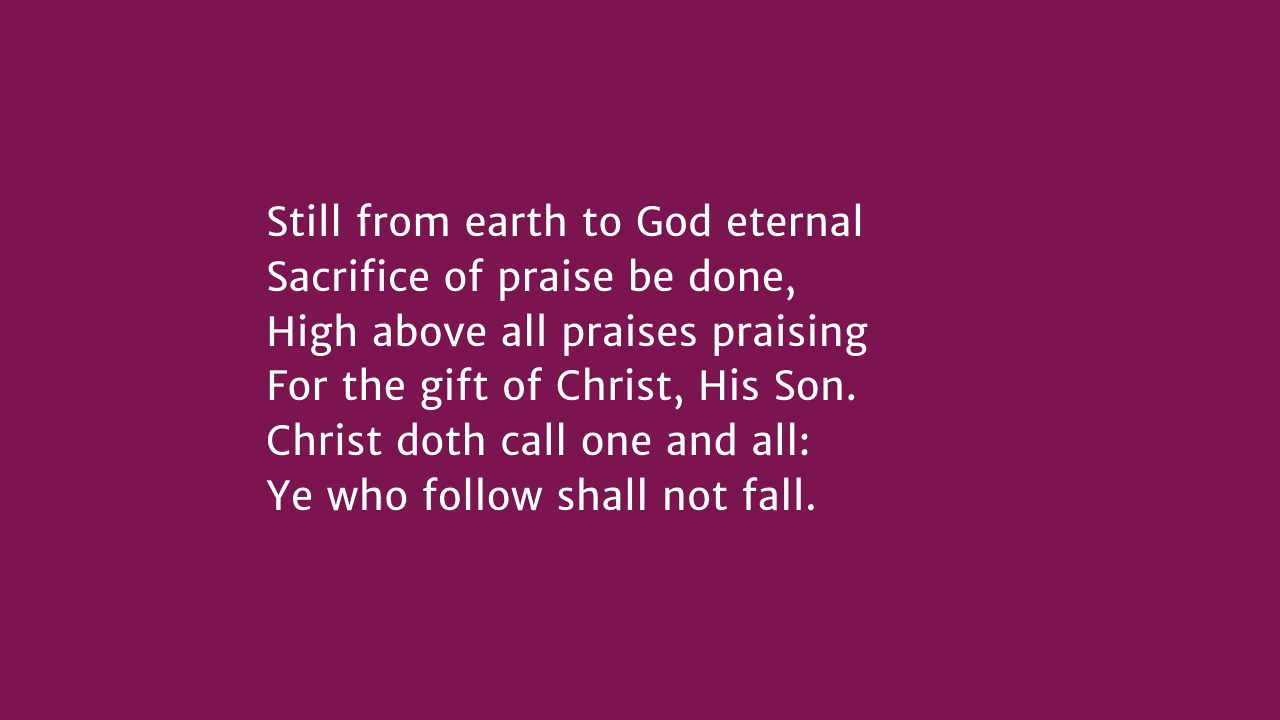 Still from earth to God eternal
Sacrifice of praise be done,
High above all praises praising
For the gift of Christ, His Son.
Christ doth call one and all:
Ye who follow shall not fall.